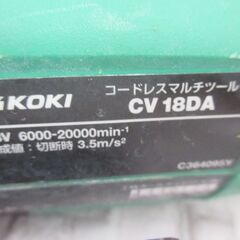 KOKI
コードレスマルチツール
CV 18DA
V 6000-20000min⁻¹
成値：切断時 3.5m/s²
C364095Y